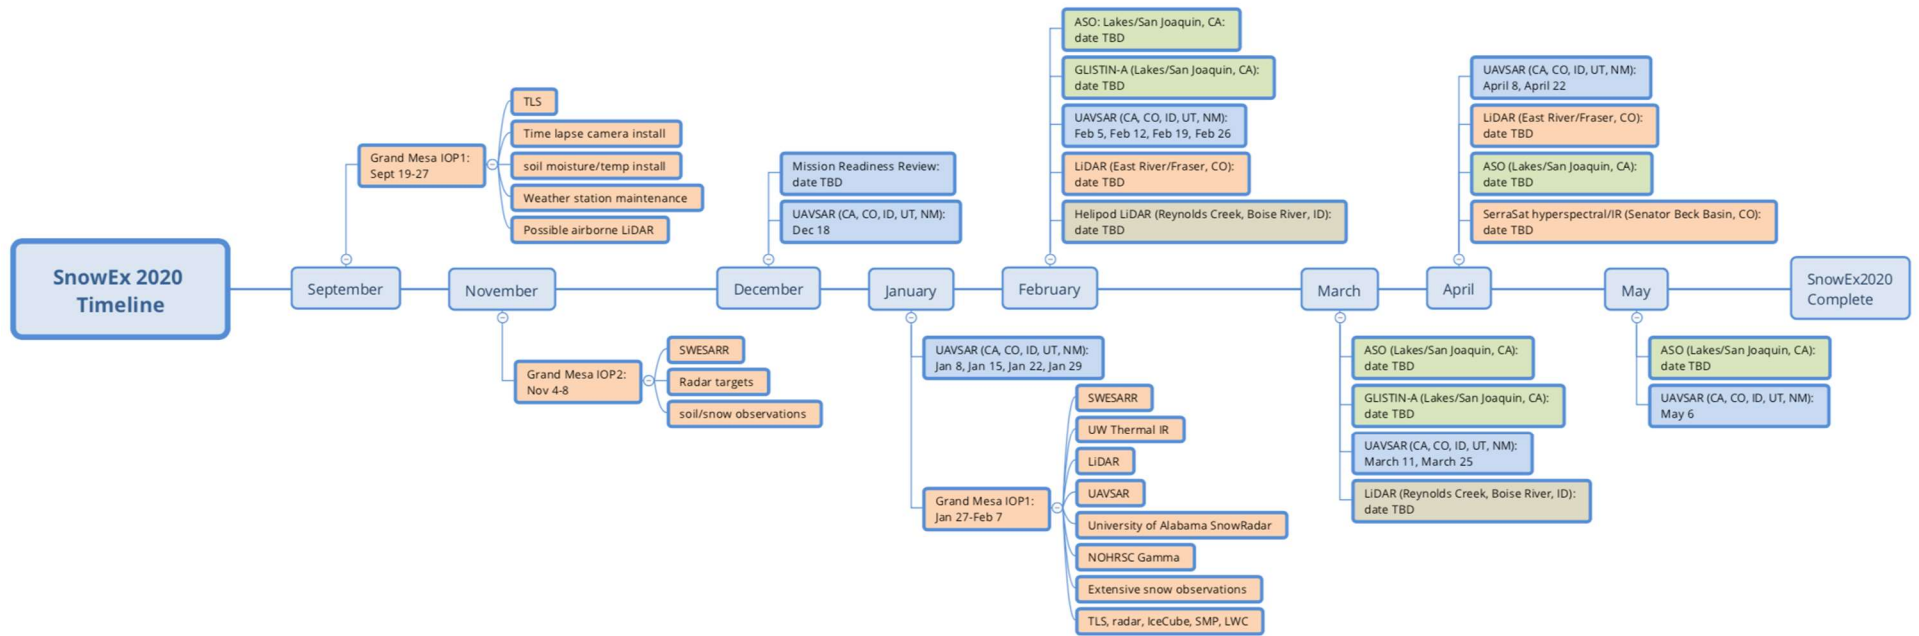 SnowEx 2020
Timeline
September
Grand Mesa IOP1:
Sept 19-27
TLS
Time lapse camera install
soil moisture/temp install
Weather station maintenance
Possible airborne LiDAR
November
Grand Mesa IOP2:
Nov 4-8
SWESARR
Radar targets
soil/snow observations
December
Mission Readiness Review:
date TBD
UAVSAR (CA, CO, ID, UT, NM):
Dec 18
January
UAVSAR (CA, CO, ID, UT, NM):
Jan 8, Jan 15, Jan 22, Jan 29
Grand Mesa IOP1:
Jan 27-Feb 7
SWESARR
UW Thermal IR
LiDAR
UAVSAR
University of Alabama SnowRadar
NOHRSC Gamma
Extensive snow observations
TLS, radar, IceCube, SMP, LWC
February
ASO: Lakes/San Joaquin, CA:
date TBD
GLISTIN-A (Lakes/San Joaquin, CA):
date TBD
UAVSAR (CA, CO, ID, UT, NM):
Feb 5, Feb 12, Feb 19, Feb 26
LiDAR (East River/Fraser, CO):
date TBD
Helipod LiDAR (Reynolds Creek, Boise River, ID):
date TBD
March
ASO (Lakes/San Joaquin, CA):
date TBD
GLISTIN-A (Lakes/San Joaquin, CA):
date TBD
UAVSAR (CA, CO, ID, UT, NM):
March 11, March 25
LiDAR (Reynolds Creek, Boise River, ID):
date TBD
April
UAVSAR (CA, CO, ID, UT, NM):
April 8, April 22
LiDAR (East River/Fraser, CO):
date TBD
ASO (Lakes/San Joaquin, CA):
date TBD
SerraSat hyperspectral/IR (Senator Beck Basin, CO):
date TBD
May
ASO (Lakes/San Joaquin, CA):
date TBD
UAVSAR (CA, CO, ID, UT, NM):
May 6
SnowEx2020
Complete